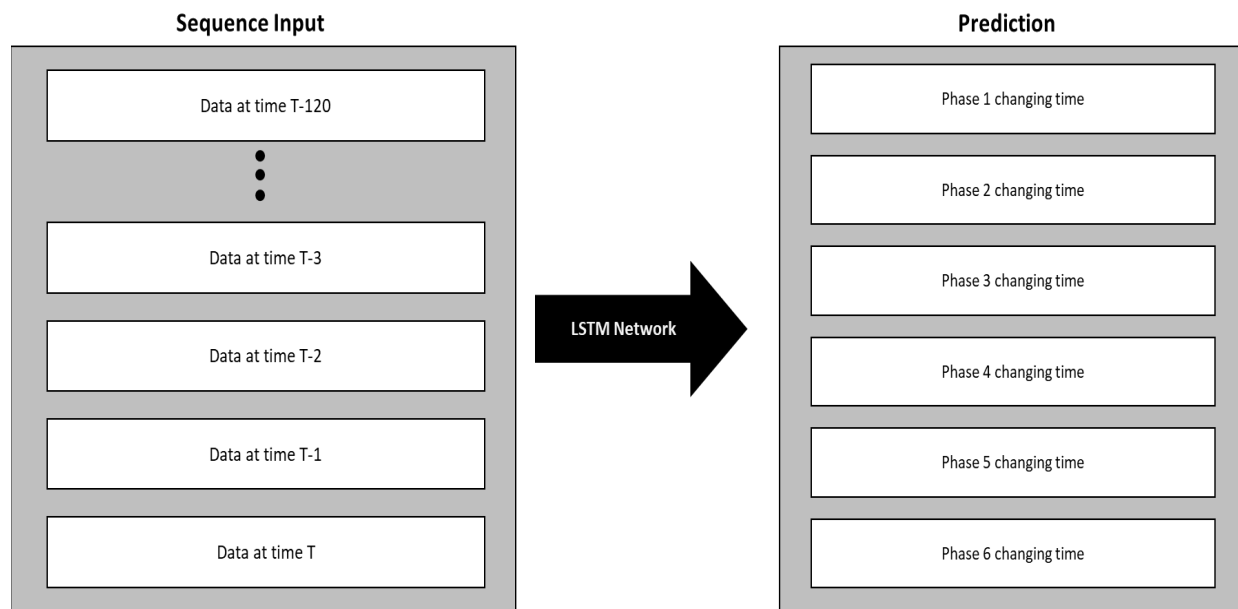 Sequence Input
Data at time T-120
Data at time T-3
Data at time T-2
Data at time T-1
Data at time T
LSTM Network
Prediction
Phase 1 changing time
Phase 2 changing time
Phase 3 changing time
Phase 4 changing time
Phase 5 changing time
Phase 6 changing time